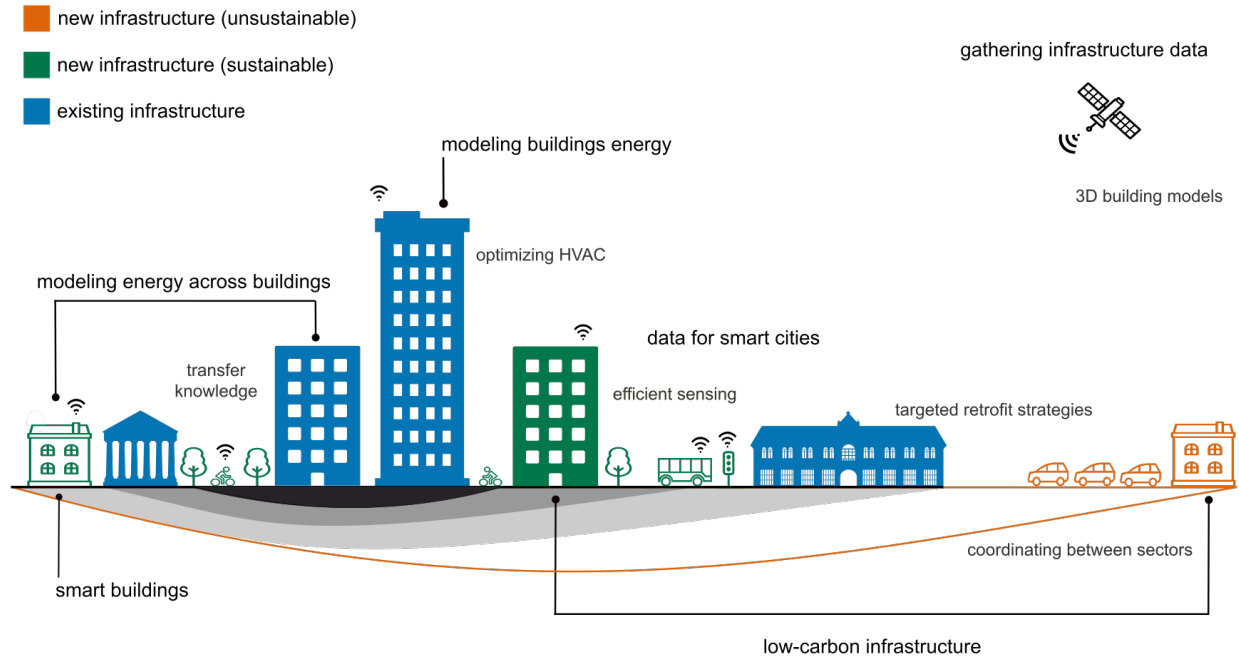 new infrastructure (unsustainable)
new infrastructure (sustainable)
existing infrastructure
gathering infrastructure data
3D building models
modeling buildings energy
optimizing HVAC
modeling energy across buildings
transfer
knowledge
data for smart cities
efficient sensing
targeted retrofit strategies
coordinating between sectors
smart buildings
low-carbon infrastructure